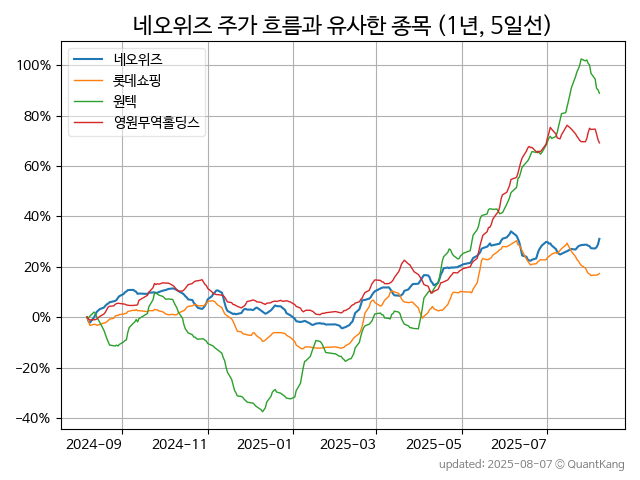 네오위즈 주가 흐름과 유사한 종목 (1년, 5일선)
네오위즈
롯데쇼핑
원텍
영원무역홀딩스
100%
80%
60%
40%
20%
0%
−20%
−40%
2024-09 2024-11 2025-01 2025-03 2025-05 2025-07
updated: 2025-08-07 © QuantKang